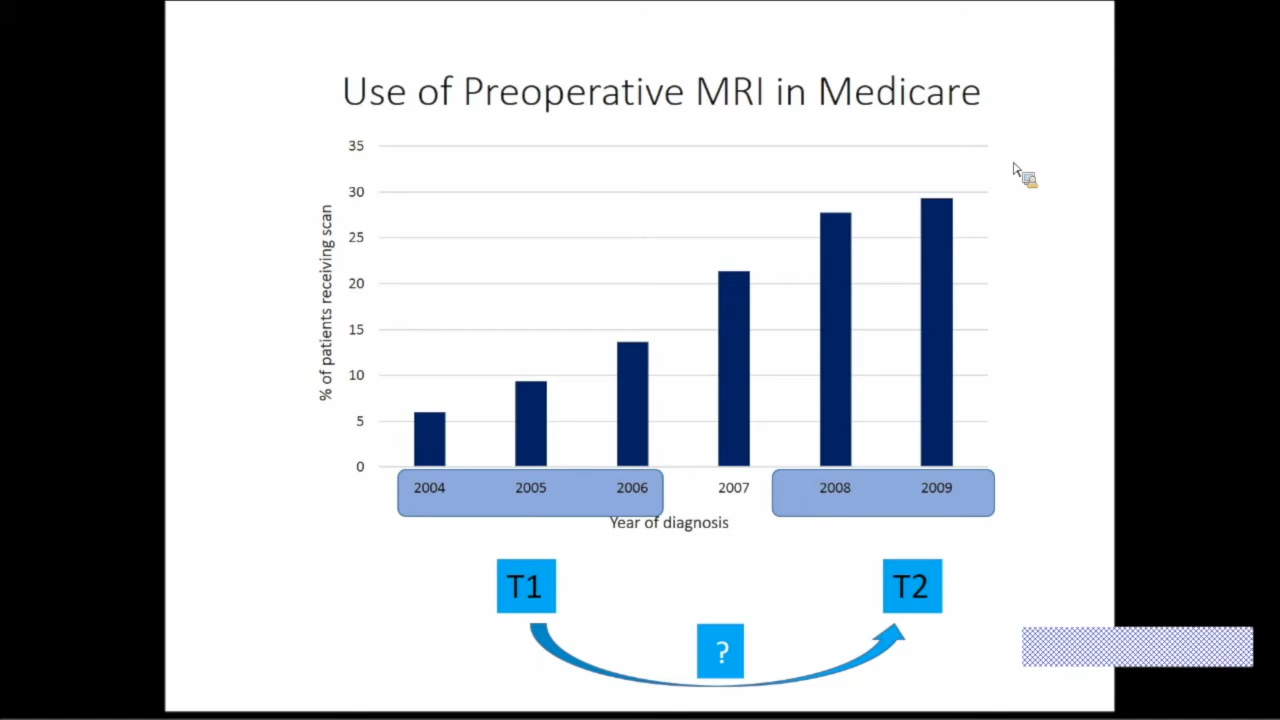 Use of Preoperative MRI in Medicare
35
30
25
20
15
10
5
0
% of patients receiving scan
2004 2005 2006 2007 2008 2009
Year of diagnosis
T1 T2
?